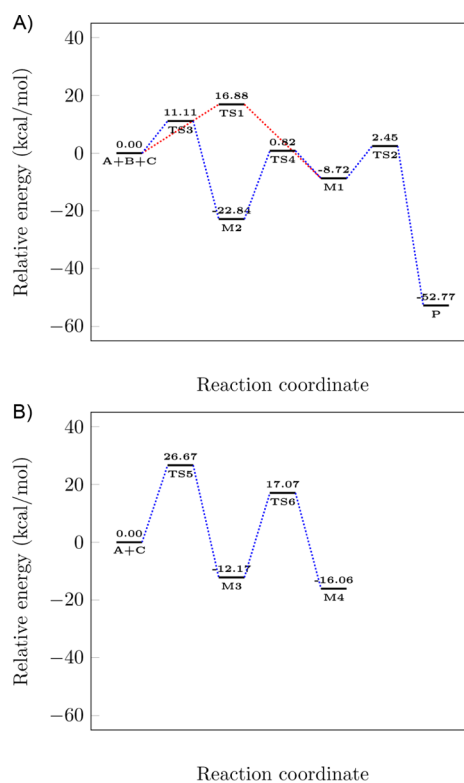 A)
Relative energy (kcal/mol)
40
20
0
−20
−40
−60
0.00
A+B+C
11.11
TS3
16.88
TS1
-22.84
M2
0.82
TS4
-8.72
M1
2.45
TS2
-52.77
P
Reaction coordinate
B)
Relative energy (kcal/mol)
40
20
0
−20
−40
−60
0.00
A+C
26.67
TS5
-12.17
M3
17.07
TS6
-16.06
M4
Reaction coordinate